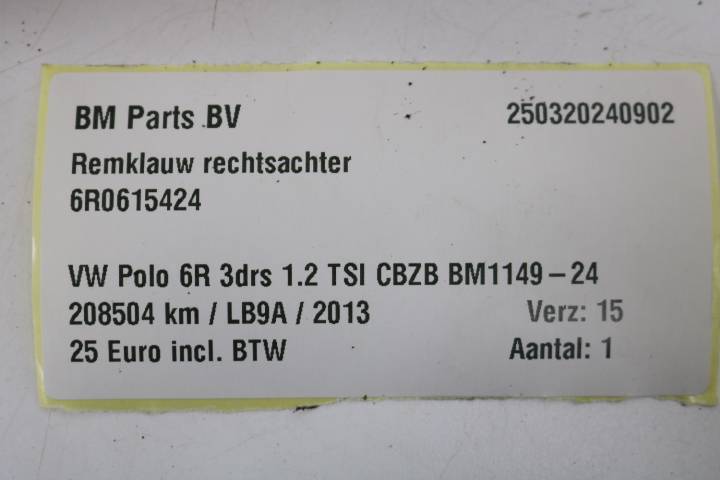 BM Parts BV 250320240902
Remklauw rechtsachter
6R0615424
VW Polo 6R 3drs 1.2 TSI CBZB BM1149-24
208504 km / LB9A / 2013 Verz: 15
25 Euro incl. BTW Aantal: 1